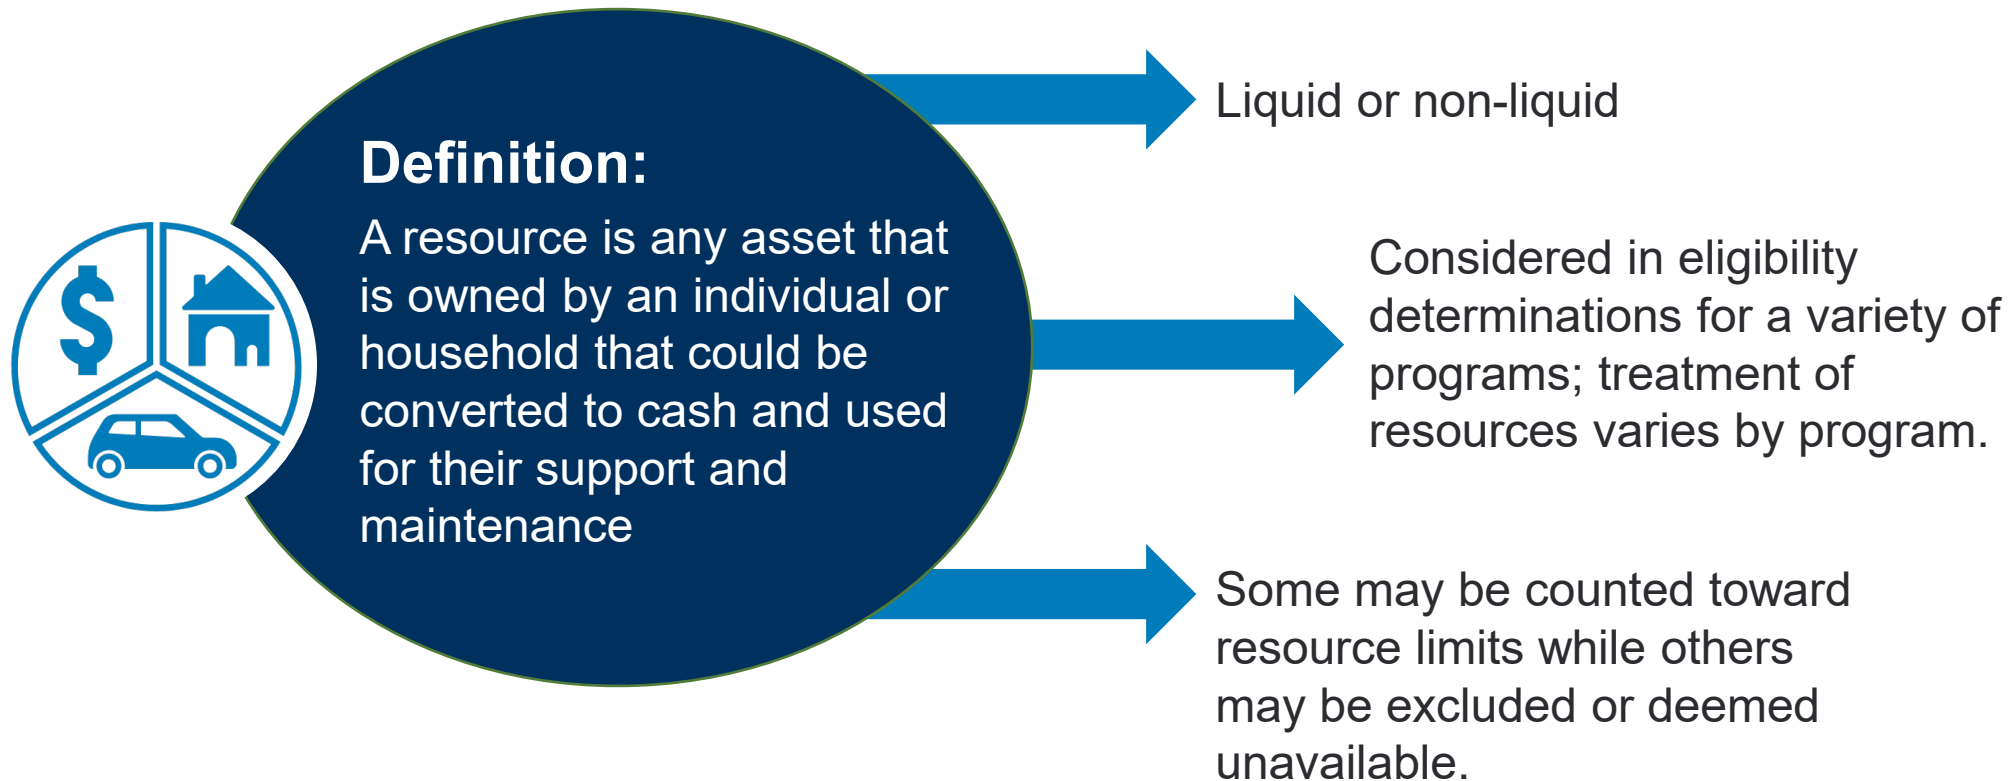 Definition:
A resource is any asset that
is owned by an individual or
household that could be
converted to cash and used
for their support and
maintenance
Liquid or non-liquid
Considered in eligibility
determinations for a variety of
programs; treatment of
resources varies by program.
Some may be counted toward
resource limits while others
may be excluded or deemed
unavailable.
$